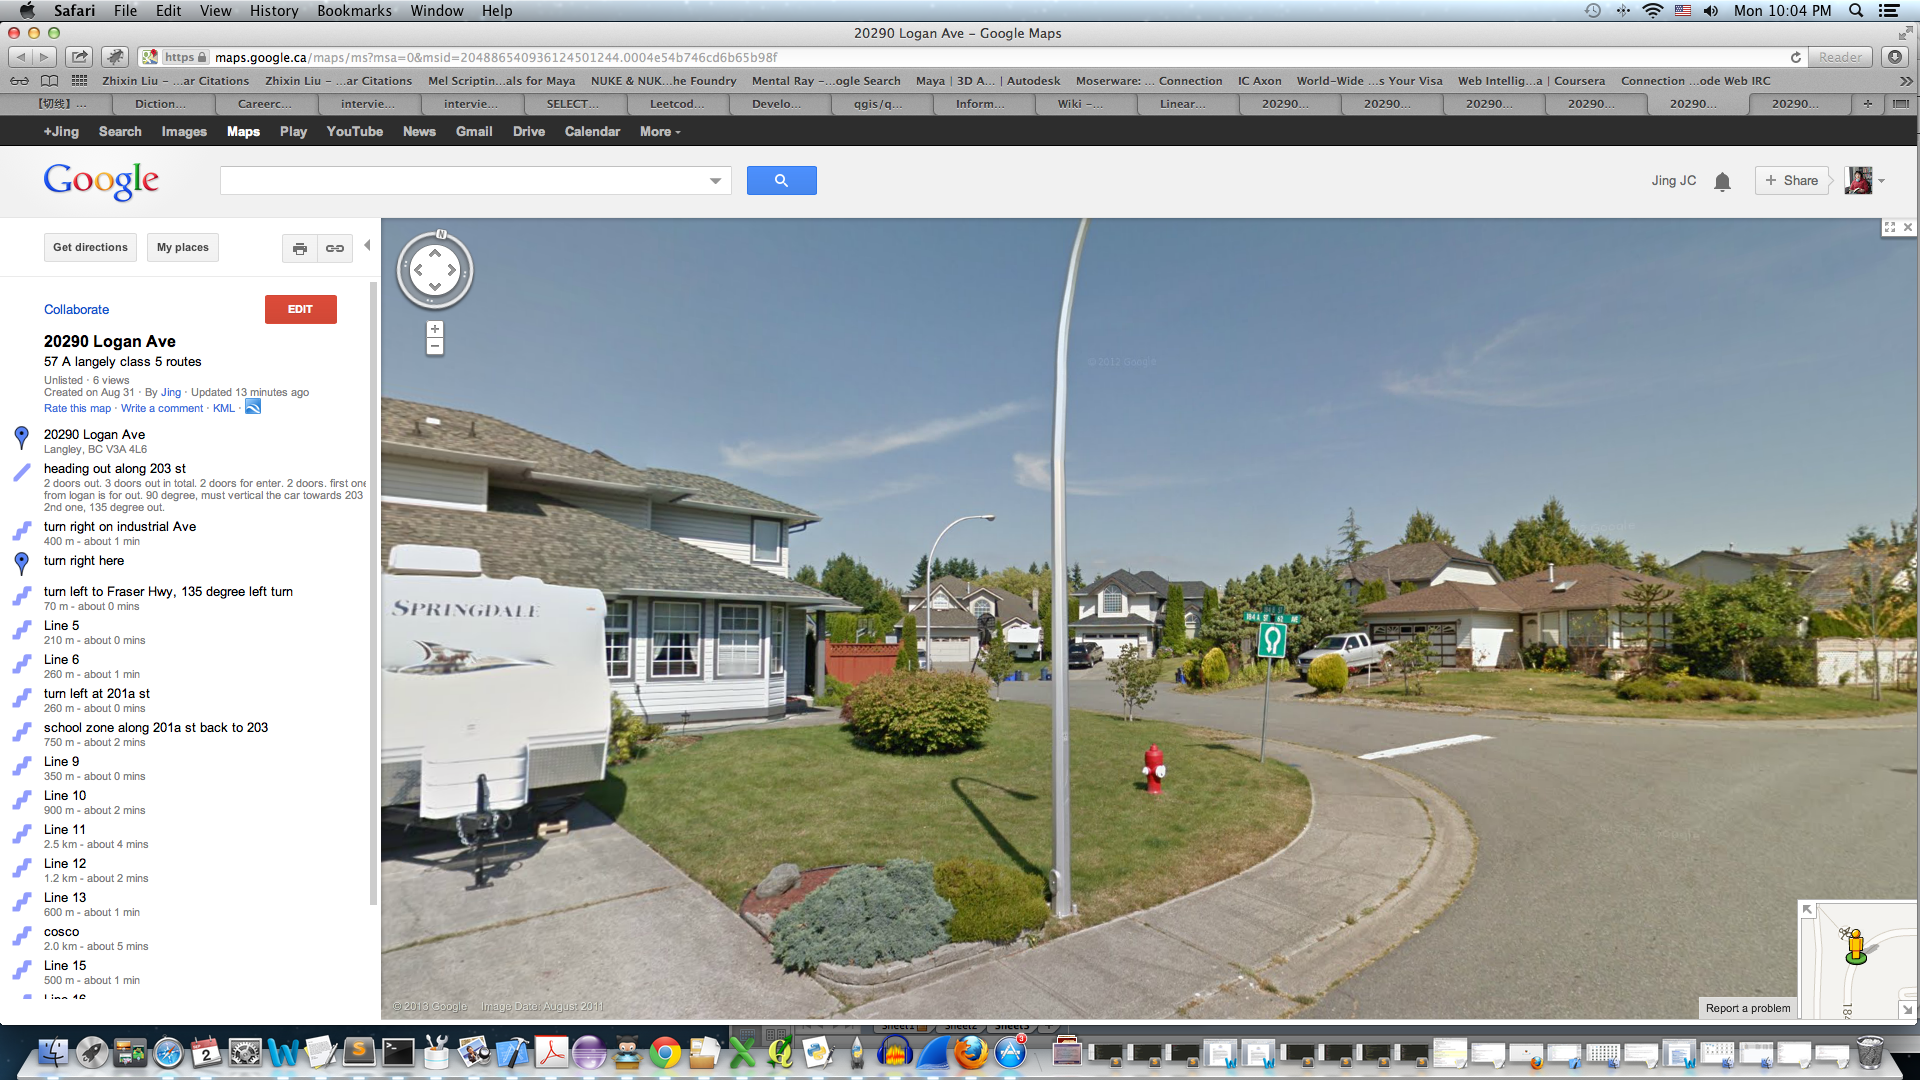 Safari File Edit View History Bookmarks Window Help
Mon 10:04 PM
20290 Logan Ave – Google Maps
https maps.google.ca/maps/ms?msa=0&msid=204886540936124501244.0004e54b746cd6b65b98f
Reader
Zhixin Liu – ...ar Citations Zhixin Liu – ...ar Citations Mel Scriptin...als for Maya NUKE & NUK...he Foundry Mental Ray –...ogle Search Maya | 3D A... | Autodesk Moserware: ... Connection IC Axon World-Wide ...s Your Visa Web Intellig...a | Coursera Connection ...ode Web IRC
【切线】... Diction... Careerc... intervie... intervie... SELECT... Leetcod... Develo... qgis/q... Inform... Wiki –... Linear... 20290... 20290... 20290... 20290... 20290... 20290...
+Jing Search Images Maps Play YouTube News Gmail Drive Calendar More
Google
Jing JC
+ Share
Get directions
My places
Collaborate
EDIT
20290 Logan Ave
57 A langely class 5 routes
Unlisted · 6 views
Created on Aug 31 · By Jing · Updated 13 minutes ago
Rate this map · Write a comment · KML ·
20290 Logan Ave
Langley, BC V3A 4L6
heading out along 203 st
2 doors out. 3 doors out in total. 2 doors for enter. 2 doors. first one
from logan is for out. 90 degree, must vertical the car towards 203
2nd one, 135 degree out.
turn right on industrial Ave
400 m - about 1 min
turn right here
turn left to Fraser Hwy, 135 degree left turn
70 m - about 0 mins
Line 5
210 m - about 0 mins
Line 6
260 m - about 1 min
turn left at 201a st
260 m - about 0 mins
school zone along 201a st back to 203
750 m - about 2 mins
Line 9
350 m - about 0 mins
Line 10
900 m - about 2 mins
Line 11
2.5 km - about 4 mins
Line 12
1.2 km - about 2 mins
Line 13
600 m - about 1 min
cosco
2.0 km - about 5 mins
Line 15
500 m - about 1 min
Line 16
N
SPRINGDALE
184 A ST 62 AVE
© 2013 Google Image Date: August 2011
Report a problem
184
Sheet1 Sheet2 Sheet3
SEP
2
3